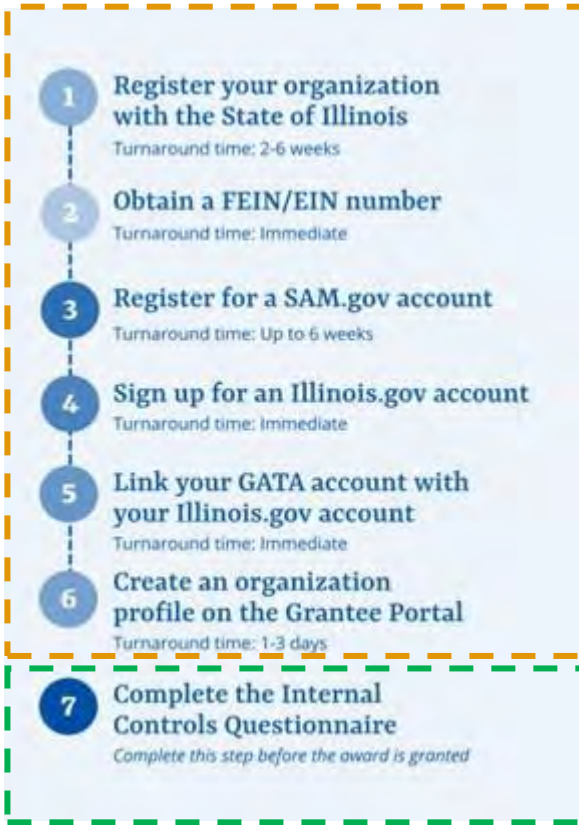 1
Register your organization
with the State of Illinois
Turnaround time: 2-6 weeks
2
Obtain a FEIN/EIN number
Turnaround time: Immediate
3
Register for a SAM.gov account
Turnaround time: Up to 6 weeks
4
Sign up for an Illinois.gov account
Turnaround time: Immediate
5
Link your GATA account with
your Illinois.gov account
Turnaround time: Immediate
6
Create an organization
profile on the Grantee Portal
Turnaround time: 1-3 days
7
Complete the Internal
Controls Questionnaire
Complete this step before the award is granted